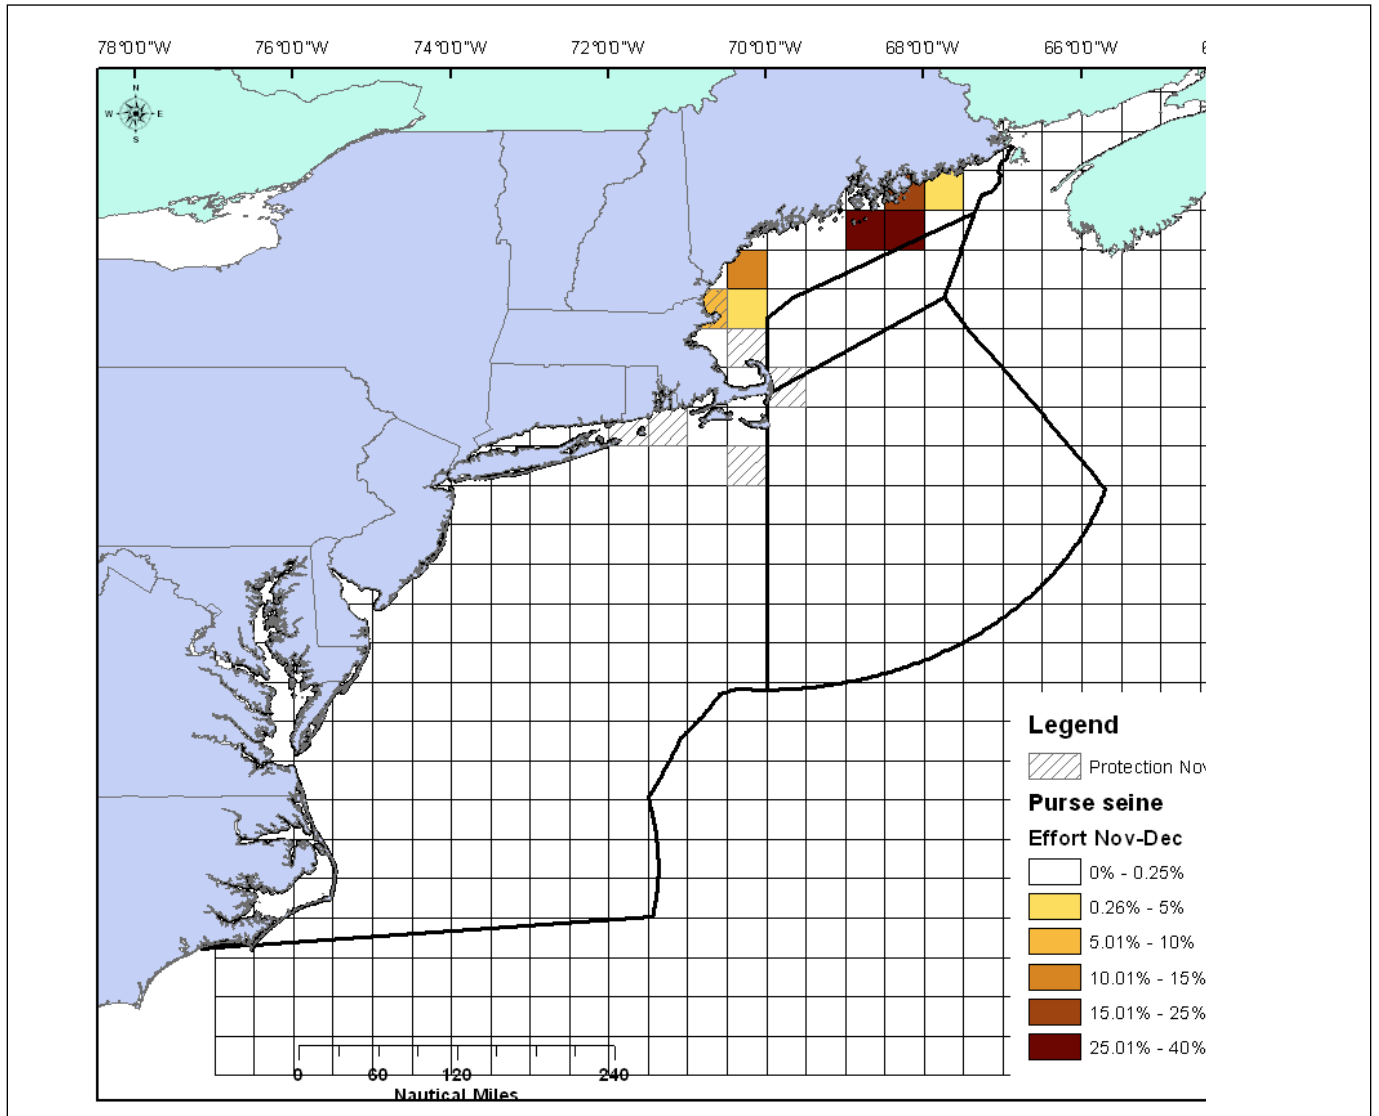 78°0'0"W 76°0'0"W 74°0'0"W 72°0'0"W 70°0'0"W 68°0'0"W 66°0'0"W 6
N
W E
S
Legend
Protection Nov
Purse seine
Effort Nov-Dec
0% - 0.25%
0.26% - 5%
5.01% - 10%
10.01% - 15%
15.01% - 25%
25.01% - 40%
0 60 120 240
Nautical Miles